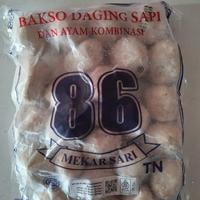 BAKSO DAGING SAPI
DAN AYAM KOMBINASI
86
MEKAR SARI
TN